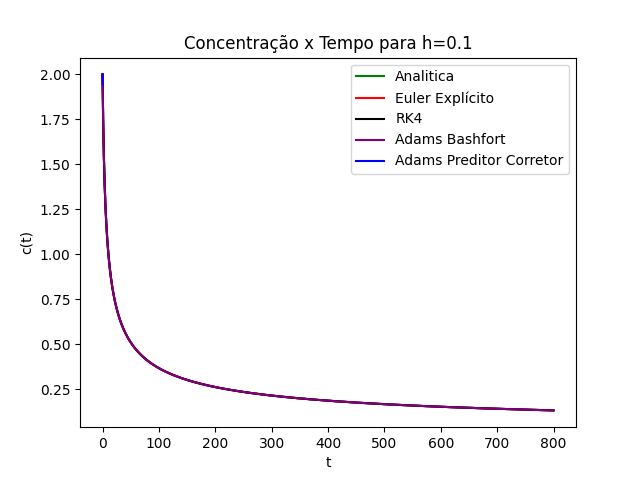 Concentração x Tempo para h=0.1
Analitica
Euler Explícito
RK4
Adams Bashfort
Adams Preditor Corretor
c(t)
2.00
1.75
1.50
1.25
1.00
0.75
0.50
0.25
0 100 200 300 400 500 600 700 800
t